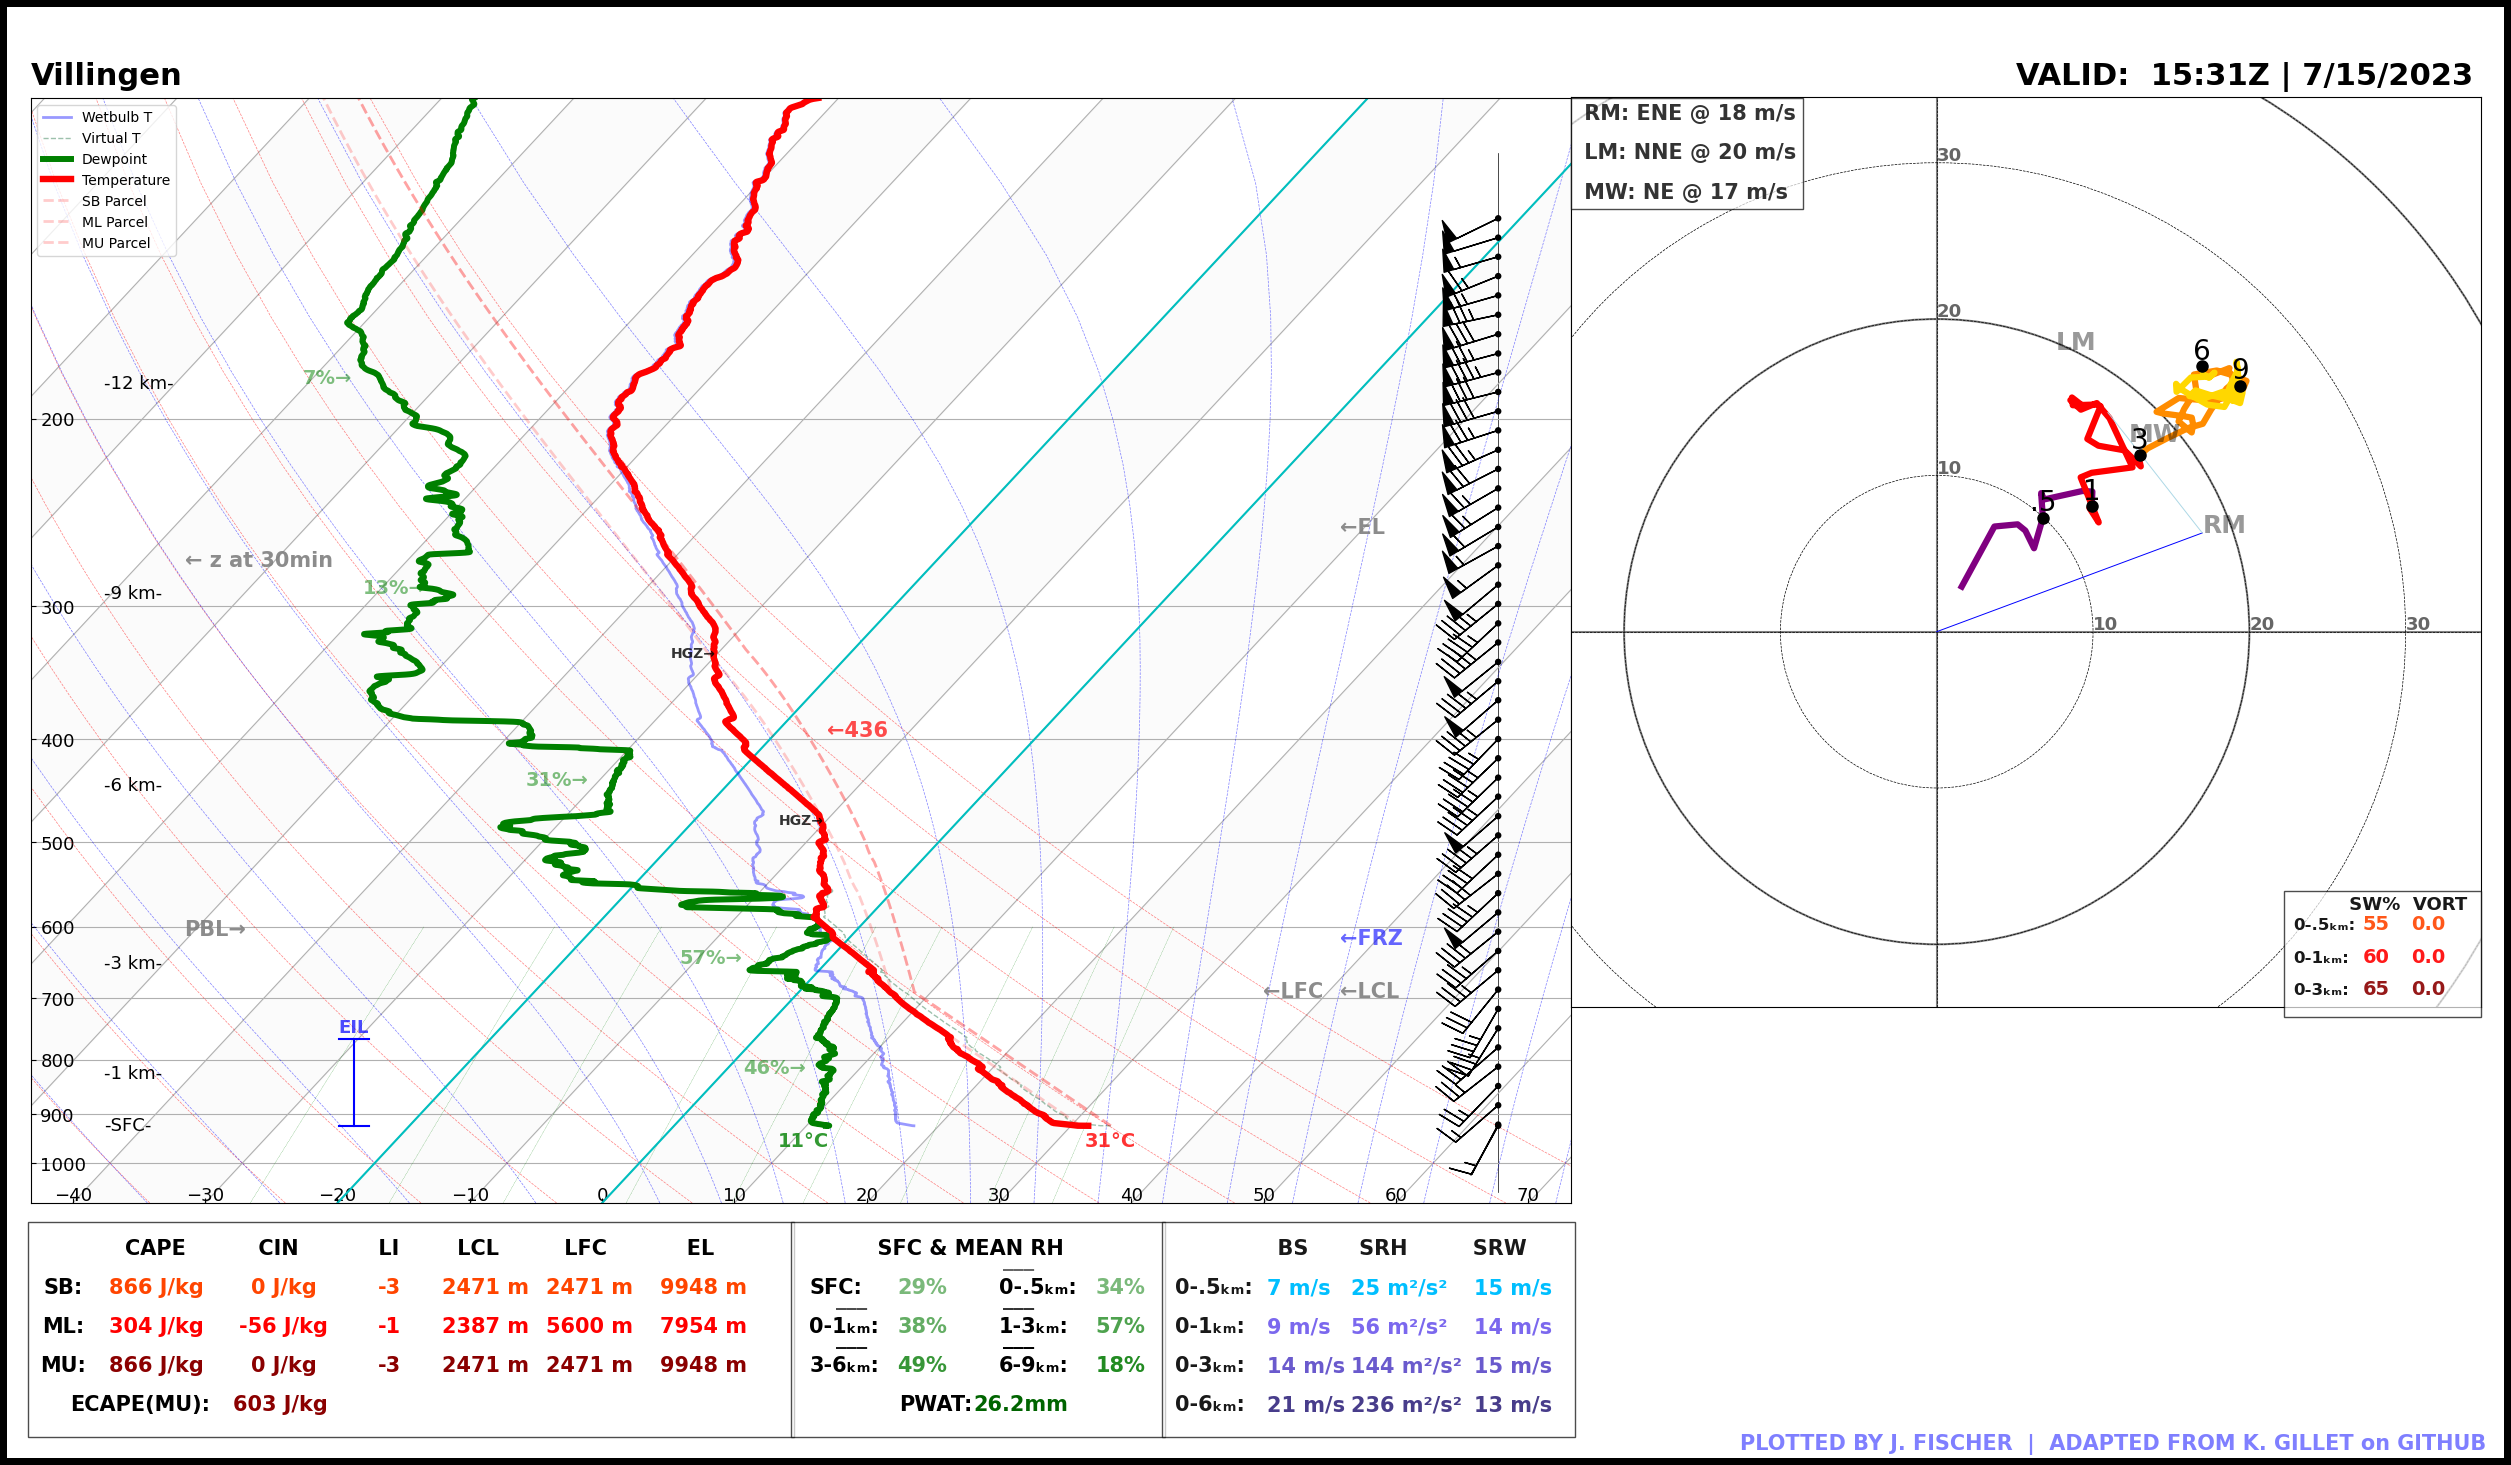 Villingen
VALID:  15:31Z | 7/15/2023
Wetbulb T
Virtual T
Dewpoint
Temperature
SB Parcel
ML Parcel
MU Parcel
7%→
-12 km-
200
←EL
← z at 30min
13%→
-9 km-
300
HGZ→
←436
400
31%→
-6 km-
HGZ→
500
PBL→
600
←FRZ
57%→
-3 km-
←LFC ←LCL
700
EIL
800
46%→
-1 km-
900
-SFC-
11°C
31°C
1000
−40 −30 −20 −10 0 10 20 30 40 50 60 70
RM: ENE @ 18 m/s
LM: NNE @ 20 m/s
MW: NE @ 17 m/s
30
20
LM
6
9
MW
3
10
.5
1
RM
10 20 30
SW% VORT
0-.5ₖₘ: 55 0.0
0-1ₖₘ: 60 0.0
0-3ₖₘ: 65 0.0
CAPE CIN LI LCL LFC EL
SB: 866 J/kg 0 J/kg -3 2471 m 2471 m 9948 m
ML: 304 J/kg -56 J/kg -1 2387 m 5600 m 7954 m
MU: 866 J/kg 0 J/kg -3 2471 m 2471 m 9948 m
ECAPE(MU): 603 J/kg
SFC & MEAN RH
SFC: 29% 0-.5ₖₘ: 34%
0-1ₖₘ: 38% 1-3ₖₘ: 57%
3-6ₖₘ: 49% 6-9ₖₘ: 18%
PWAT: 26.2mm
BS SRH SRW
0-.5ₖₘ: 7 m/s 25 m²/s² 15 m/s
0-1ₖₘ: 9 m/s 56 m²/s² 14 m/s
0-3ₖₘ: 14 m/s 144 m²/s² 15 m/s
0-6ₖₘ: 21 m/s 236 m²/s² 13 m/s
PLOTTED BY J. FISCHER  |  ADAPTED FROM K. GILLET on GITHUB